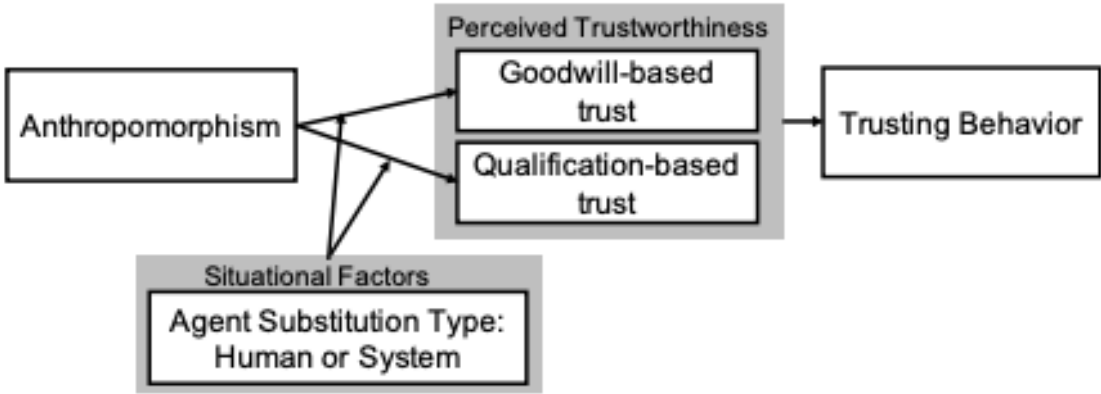 Perceived Trustworthiness
Goodwill-based
trust
Anthropomorphism
Trusting Behavior
Qualification-based
trust
Situational Factors
Agent Substitution Type:
Human or System